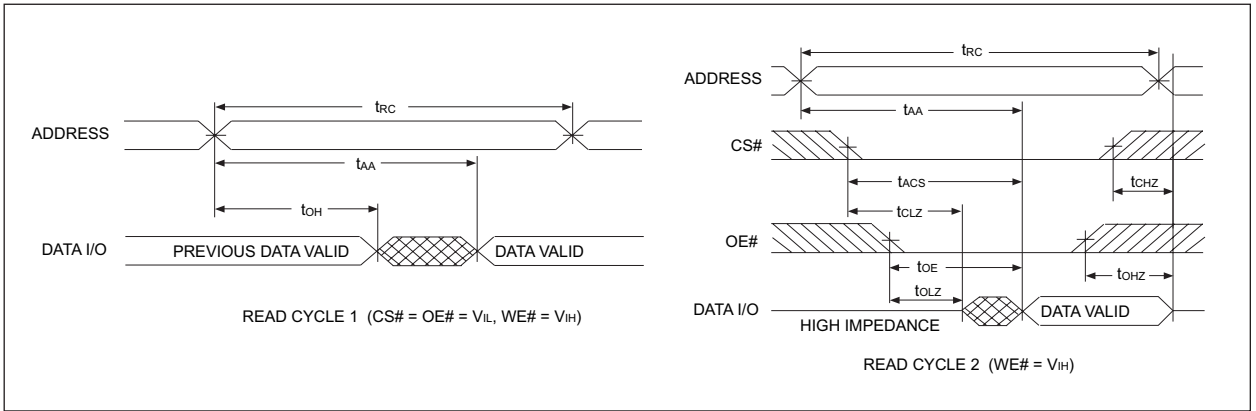 tRC
ADDRESS
tAA
tOH
DATA I/O
PREVIOUS DATA VALID
DATA VALID
READ CYCLE 1 (CS# = OE# = VIL, WE# = VIH)
tRC
ADDRESS
tAA
CS#
tACS
tCHZ
tCLZ
OE#
tOE
tOHZ
tOLZ
DATA I/O
HIGH IMPEDANCE
DATA VALID
READ CYCLE 2 (WE# = VIH)